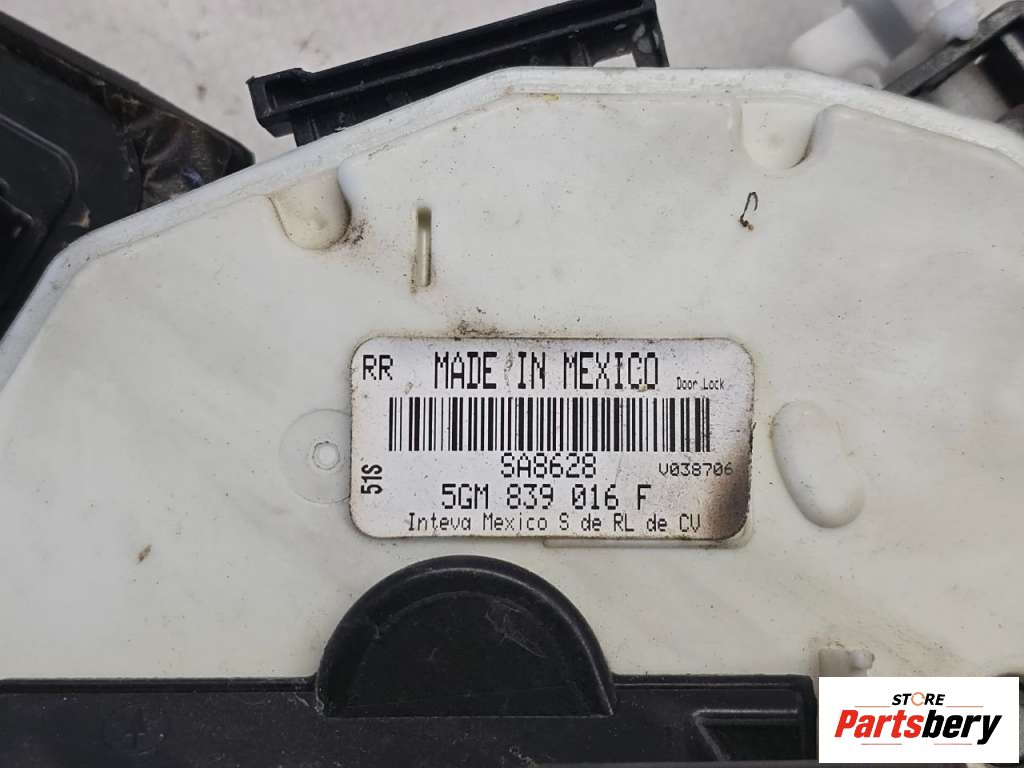 RR MADE IN MEXICO Door Lock
SA8628 V038706
51S
5GM 839 016 F
Inteva Mexico S de RL de CV
STORE
Partsbery